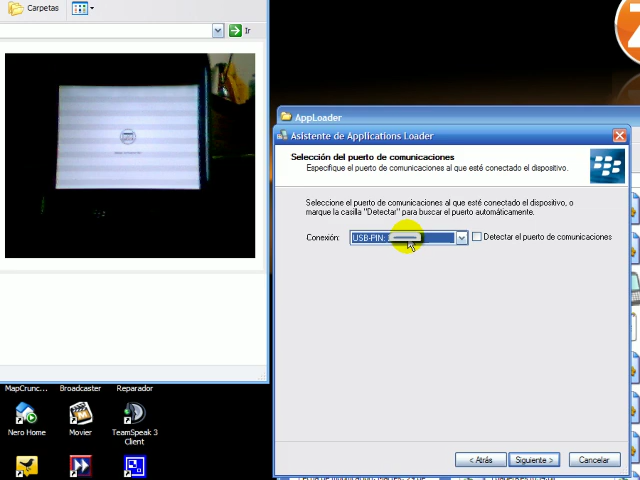 Carpetas
Ir
AppLoader
Asistente de Applications Loader
Selección del puerto de comunicaciones
Especifique el puerto de comunicaciones al que esté conectado el dispositivo.
Seleccione el puerto de comunicaciones al que esté conectado el dispositivo, o
marque la casilla "Detectar" para buscar el puerto automáticamente.
Conexión:
USB-PIN:
Detectar el puerto de comunicaciones
MapCrunc...
Broadcaster
Reparador
Nero Home
Movier
TeamSpeak 3
Client
< Atrás
Siguiente >
Cancelar